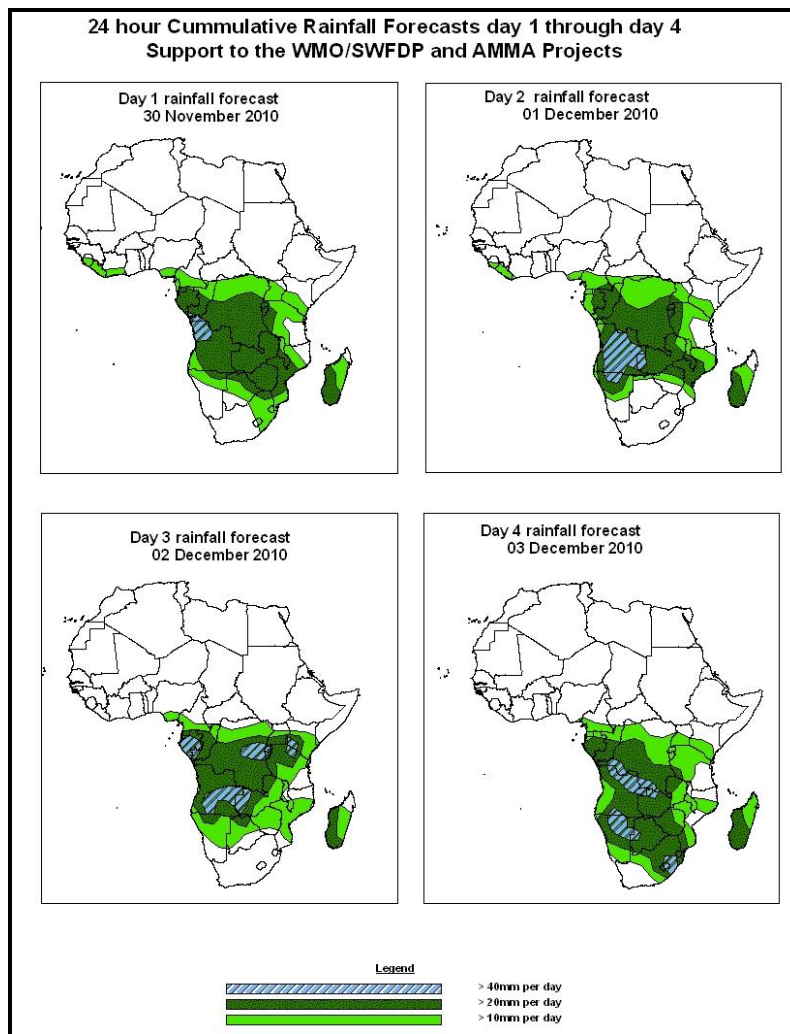 24 hour Cummulative Rainfall Forecasts day 1 through day 4
Support to the WMO/SWFDP and AMMA Projects
Day 1 rainfall forecast
30 November 2010
Day 2 rainfall forecast
01 December 2010
Day 3 rainfall forecast
02 December 2010
Day 4 rainfall forecast
03 December 2010
Legend
> 40mm per day
> 20mm per day
> 10mm per day